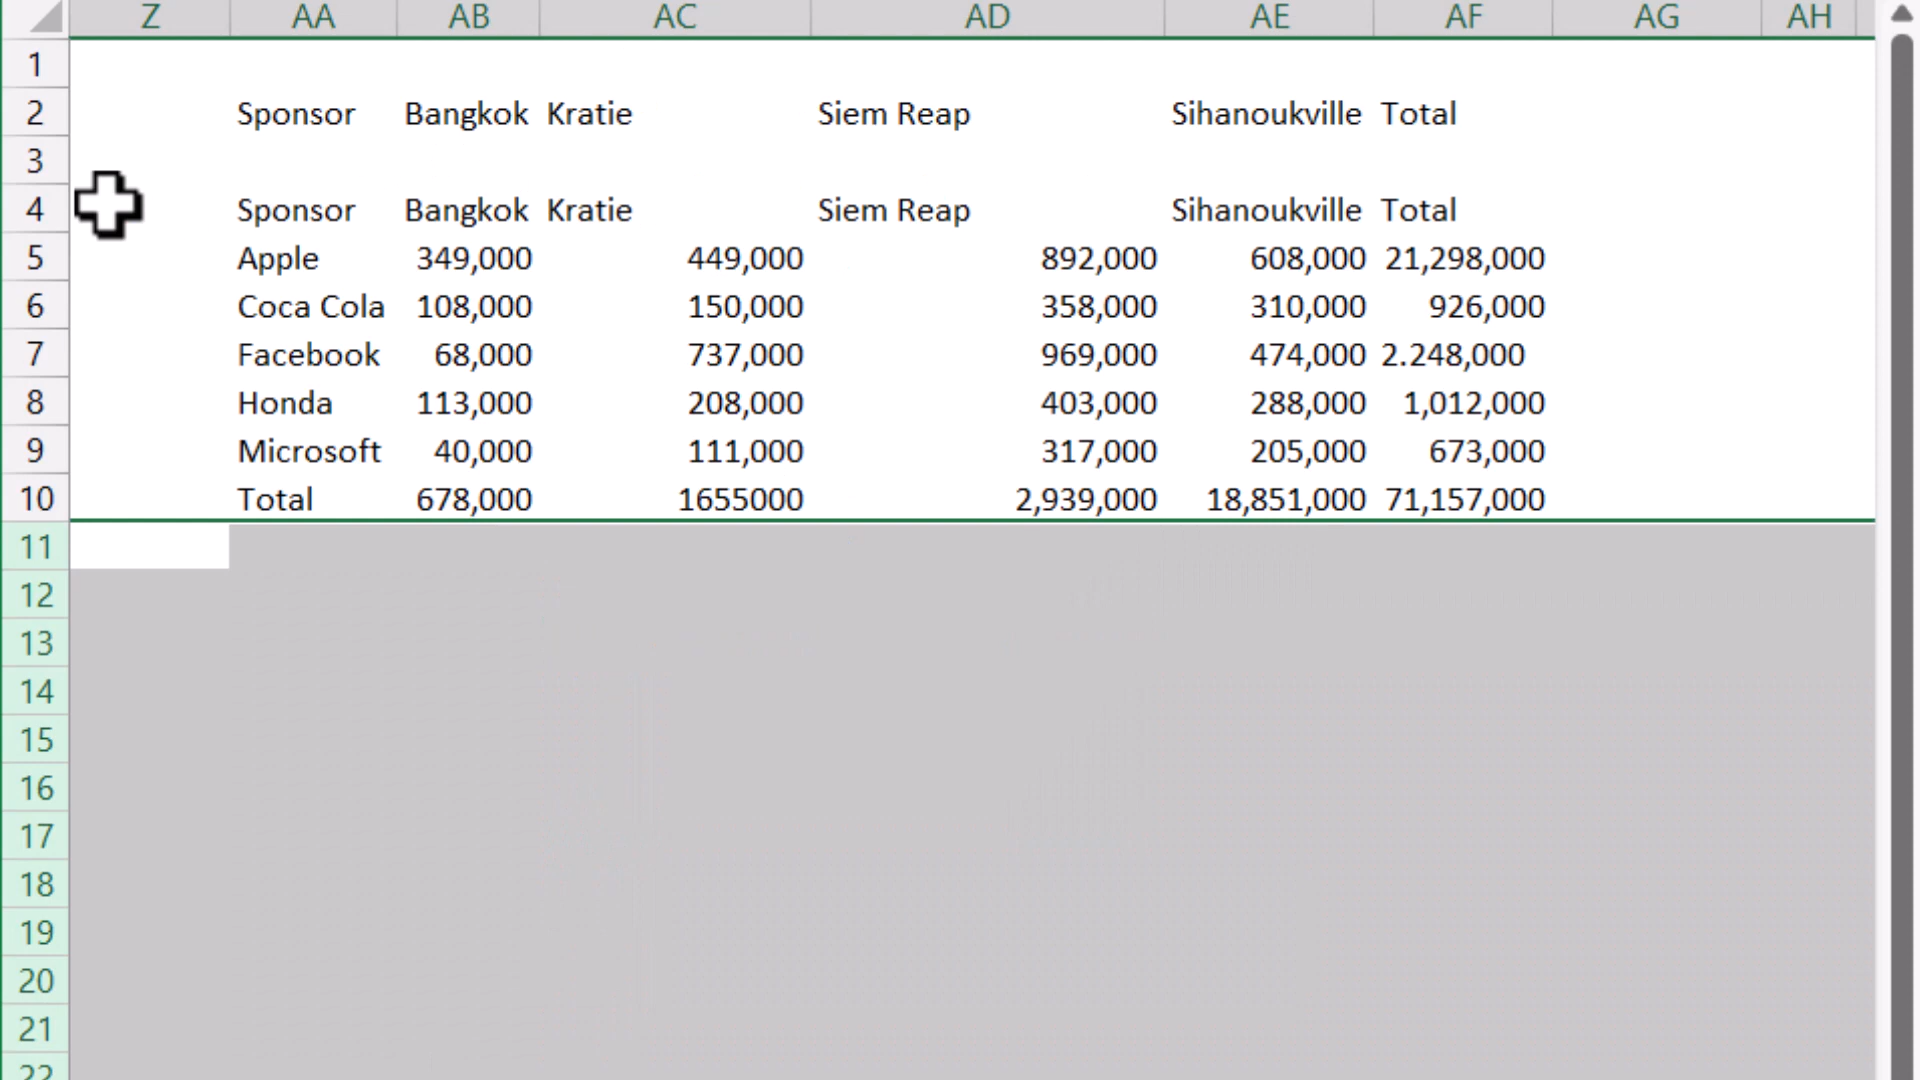 Z AA AB AC AD AE AF AG AH
1
2 Sponsor Bangkok Kratie Siem Reap Sihanoukville Total
3
4 Sponsor Bangkok Kratie Siem Reap Sihanoukville Total
5 Apple 349,000 449,000 892,000 608,000 21,298,000
6 Coca Cola 108,000 150,000 358,000 310,000 926,000
7 Facebook 68,000 737,000 969,000 474,000 2.248,000
8 Honda 113,000 208,000 403,000 288,000 1,012,000
9 Microsoft 40,000 111,000 317,000 205,000 673,000
10 Total 678,000 1655000 2,939,000 18,851,000 71,157,000
11
12
13
14
15
16
17
18
19
20
21
22